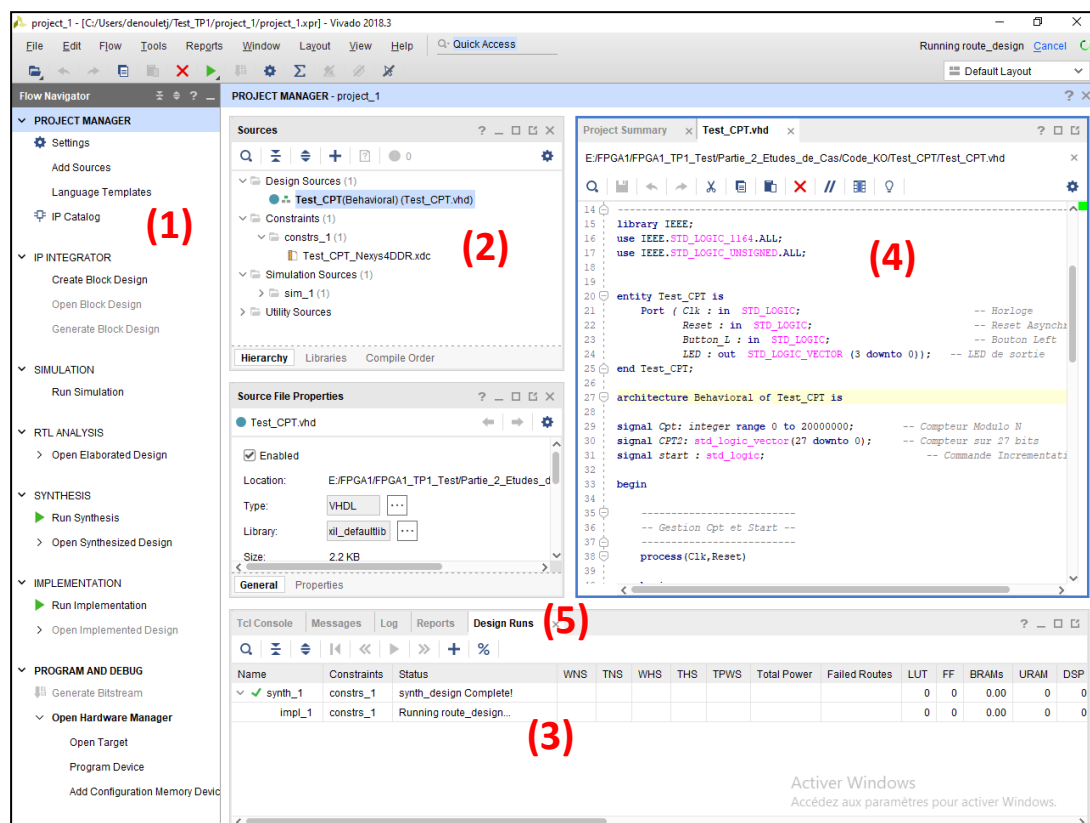 project_1 - [C:/Users/denouletj/Test_TP1/project_1/project_1.xpr] - Vivado 2018.3
File Edit Flow Tools Reports Window Layout View Help Quick Access Running route_design Cancel
Default Layout
Flow Navigator
PROJECT MANAGER
Settings
Add Sources
Language Templates
IP Catalog
(1)
IP INTEGRATOR
Create Block Design
Open Block Design
Generate Block Design
SIMULATION
Run Simulation
RTL ANALYSIS
Open Elaborated Design
SYNTHESIS
Run Synthesis
Open Synthesized Design
IMPLEMENTATION
Run Implementation
Open Implemented Design
PROGRAM AND DEBUG
Generate Bitstream
Open Hardware Manager
Open Target
Program Device
Add Configuration Memory Devic
PROJECT MANAGER - project_1
Sources
0
Design Sources (1)
Test_CPT(Behavioral) (Test_CPT.vhd)
Constraints (1)
constrs_1 (1)
Test_CPT_Nexys4DDR.xdc
Simulation Sources (1)
sim_1 (1)
Utility Sources
(2)
Hierarchy Libraries Compile Order
Source File Properties
Test_CPT.vhd
Enabled
Location: E:/FPGA1/FPGA1_TP1_Test/Partie_2_Etudes_d
Type: VHDL ...
Library: xil_defaultlib ...
Size: 2.2 KB
General Properties
Project Summary Test_CPT.vhd
E:/FPGA1/FPGA1_TP1_Test/Partie_2_Etudes_de_Cas/Code_KO/Test_CPT/Test_CPT.vhd
(4)
14 ----------------------------------------------------------------------------------
15 library IEEE;
16 use IEEE.STD_LOGIC_1164.ALL;
17 use IEEE.STD_LOGIC_UNSIGNED.ALL;
18
19
20 entity Test_CPT is
21 Port ( Clk : in STD_LOGIC; -- Horloge
22 Reset : in STD_LOGIC; -- Reset Asynch
23 Button_L : in STD_LOGIC; -- Bouton Left
24 LED : out STD_LOGIC_VECTOR (3 downto 0)); -- LED de sortie
25 end Test_CPT;
26
27 architecture Behavioral of Test_CPT is
28
29 signal Cpt: integer range 0 to 20000000; -- Compteur Modulo N
30 signal CPT2: std_logic_vector(27 downto 0); -- Compteur sur 27 bits
31 signal start : std_logic; -- Commande Incrementati
32
33 begin
34
35 -------------------------
36 -- Gestion Cpt et Start --
37 -------------------------
38 process(Clk,Reset)
39
Tcl Console Messages Log Reports Design Runs (5)
Name Constraints Status WNS TNS WHS THS TPWS Total Power Failed Routes LUT FF BRAMs URAM DSP
synth_1 constrs_1 synth_design Complete! 0 0 0.00 0 0
impl_1 constrs_1 Running route_design... 0 0 0.00 0 0
(3)
Activer Windows
Accédez aux paramètres pour activer Windows.